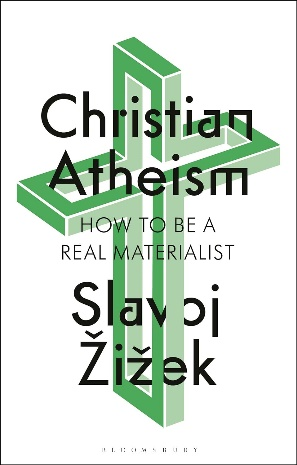 Christian
Atheism
HOW TO BE A
REAL MATERIALIST
Slavoj
Žižek
BLOOMSBURY